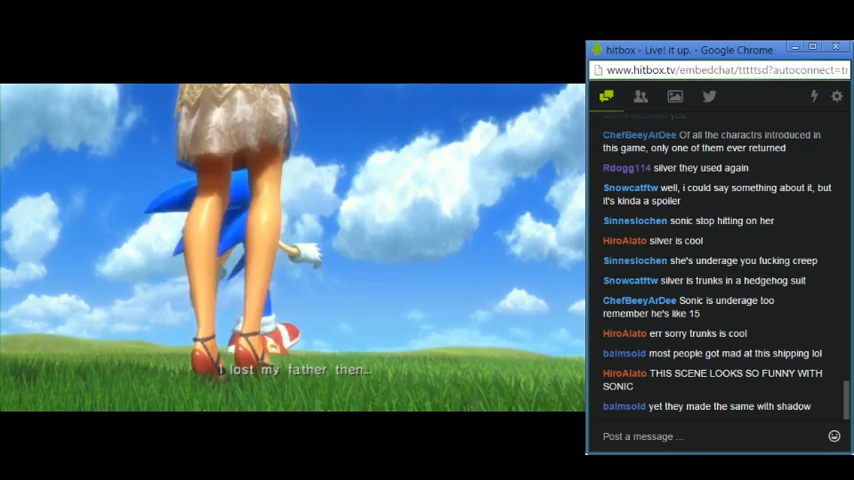 hitbox - Live! it up. - Google Chrome
www.hitbox.tv/embedchat/tttttsd?autoconnect=tr
ChefBeeyArDee Of all the charactrs introduced in
this game, only one of them ever returned
Rdogg114 silver they used again
Snowcatftw well, i could say something about it, but
it's kinda a spoiler
Sinneslochen sonic stop hitting on her
HiroAlato silver is cool
Sinneslochen she's underage you fucking creep
Snowcatftw silver is trunks in a hedgehog suit
ChefBeeyArDee Sonic is underage too
remember he's like 15
HiroAlato err sorry trunks is cool
balmsold most people got mad at this shipping lol
HiroAlato THIS SCENE LOOKS SO FUNNY WITH
SONIC
balmsold yet they made the same with shadow
Post a message ...
I lost my father then...